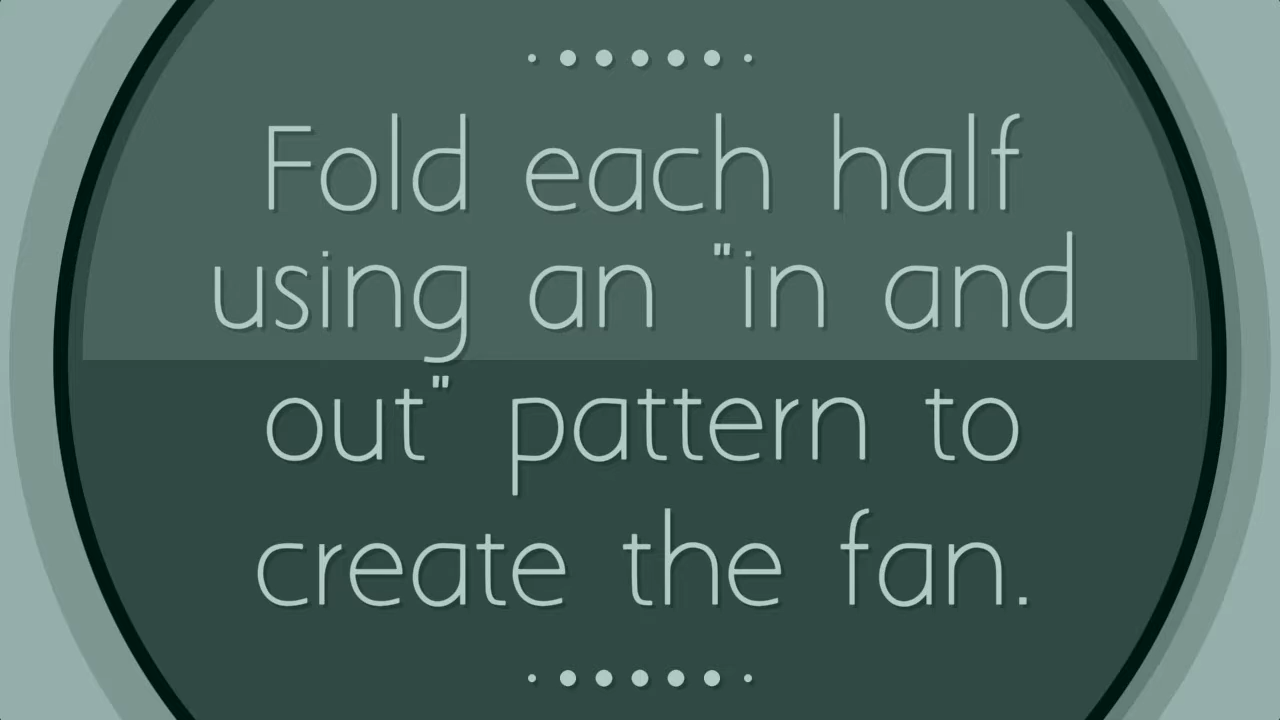 Fold each half
using an "in and
out" pattern to
create the fan.